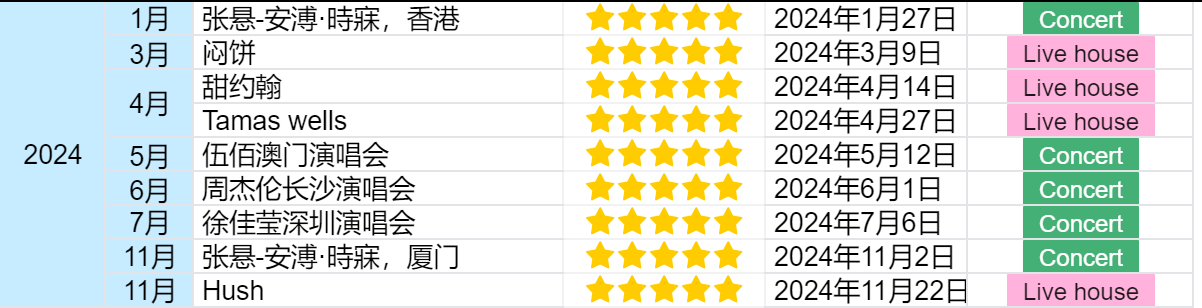 1月 张悬-安溥·時寐，香港 2024年1月27日 Concert
3月 闷饼 2024年3月9日 Live house
4月 甜约翰 2024年4月14日 Live house
Tamas wells 2024年4月27日 Live house
2024 5月 伍佰澳门演唱会 2024年5月12日 Concert
6月 周杰伦长沙演唱会 2024年6月1日 Concert
7月 徐佳莹深圳演唱会 2024年7月6日 Concert
11月 张悬-安溥·時寐，厦门 2024年11月2日 Concert
11月 Hush 2024年11月22日 Live house